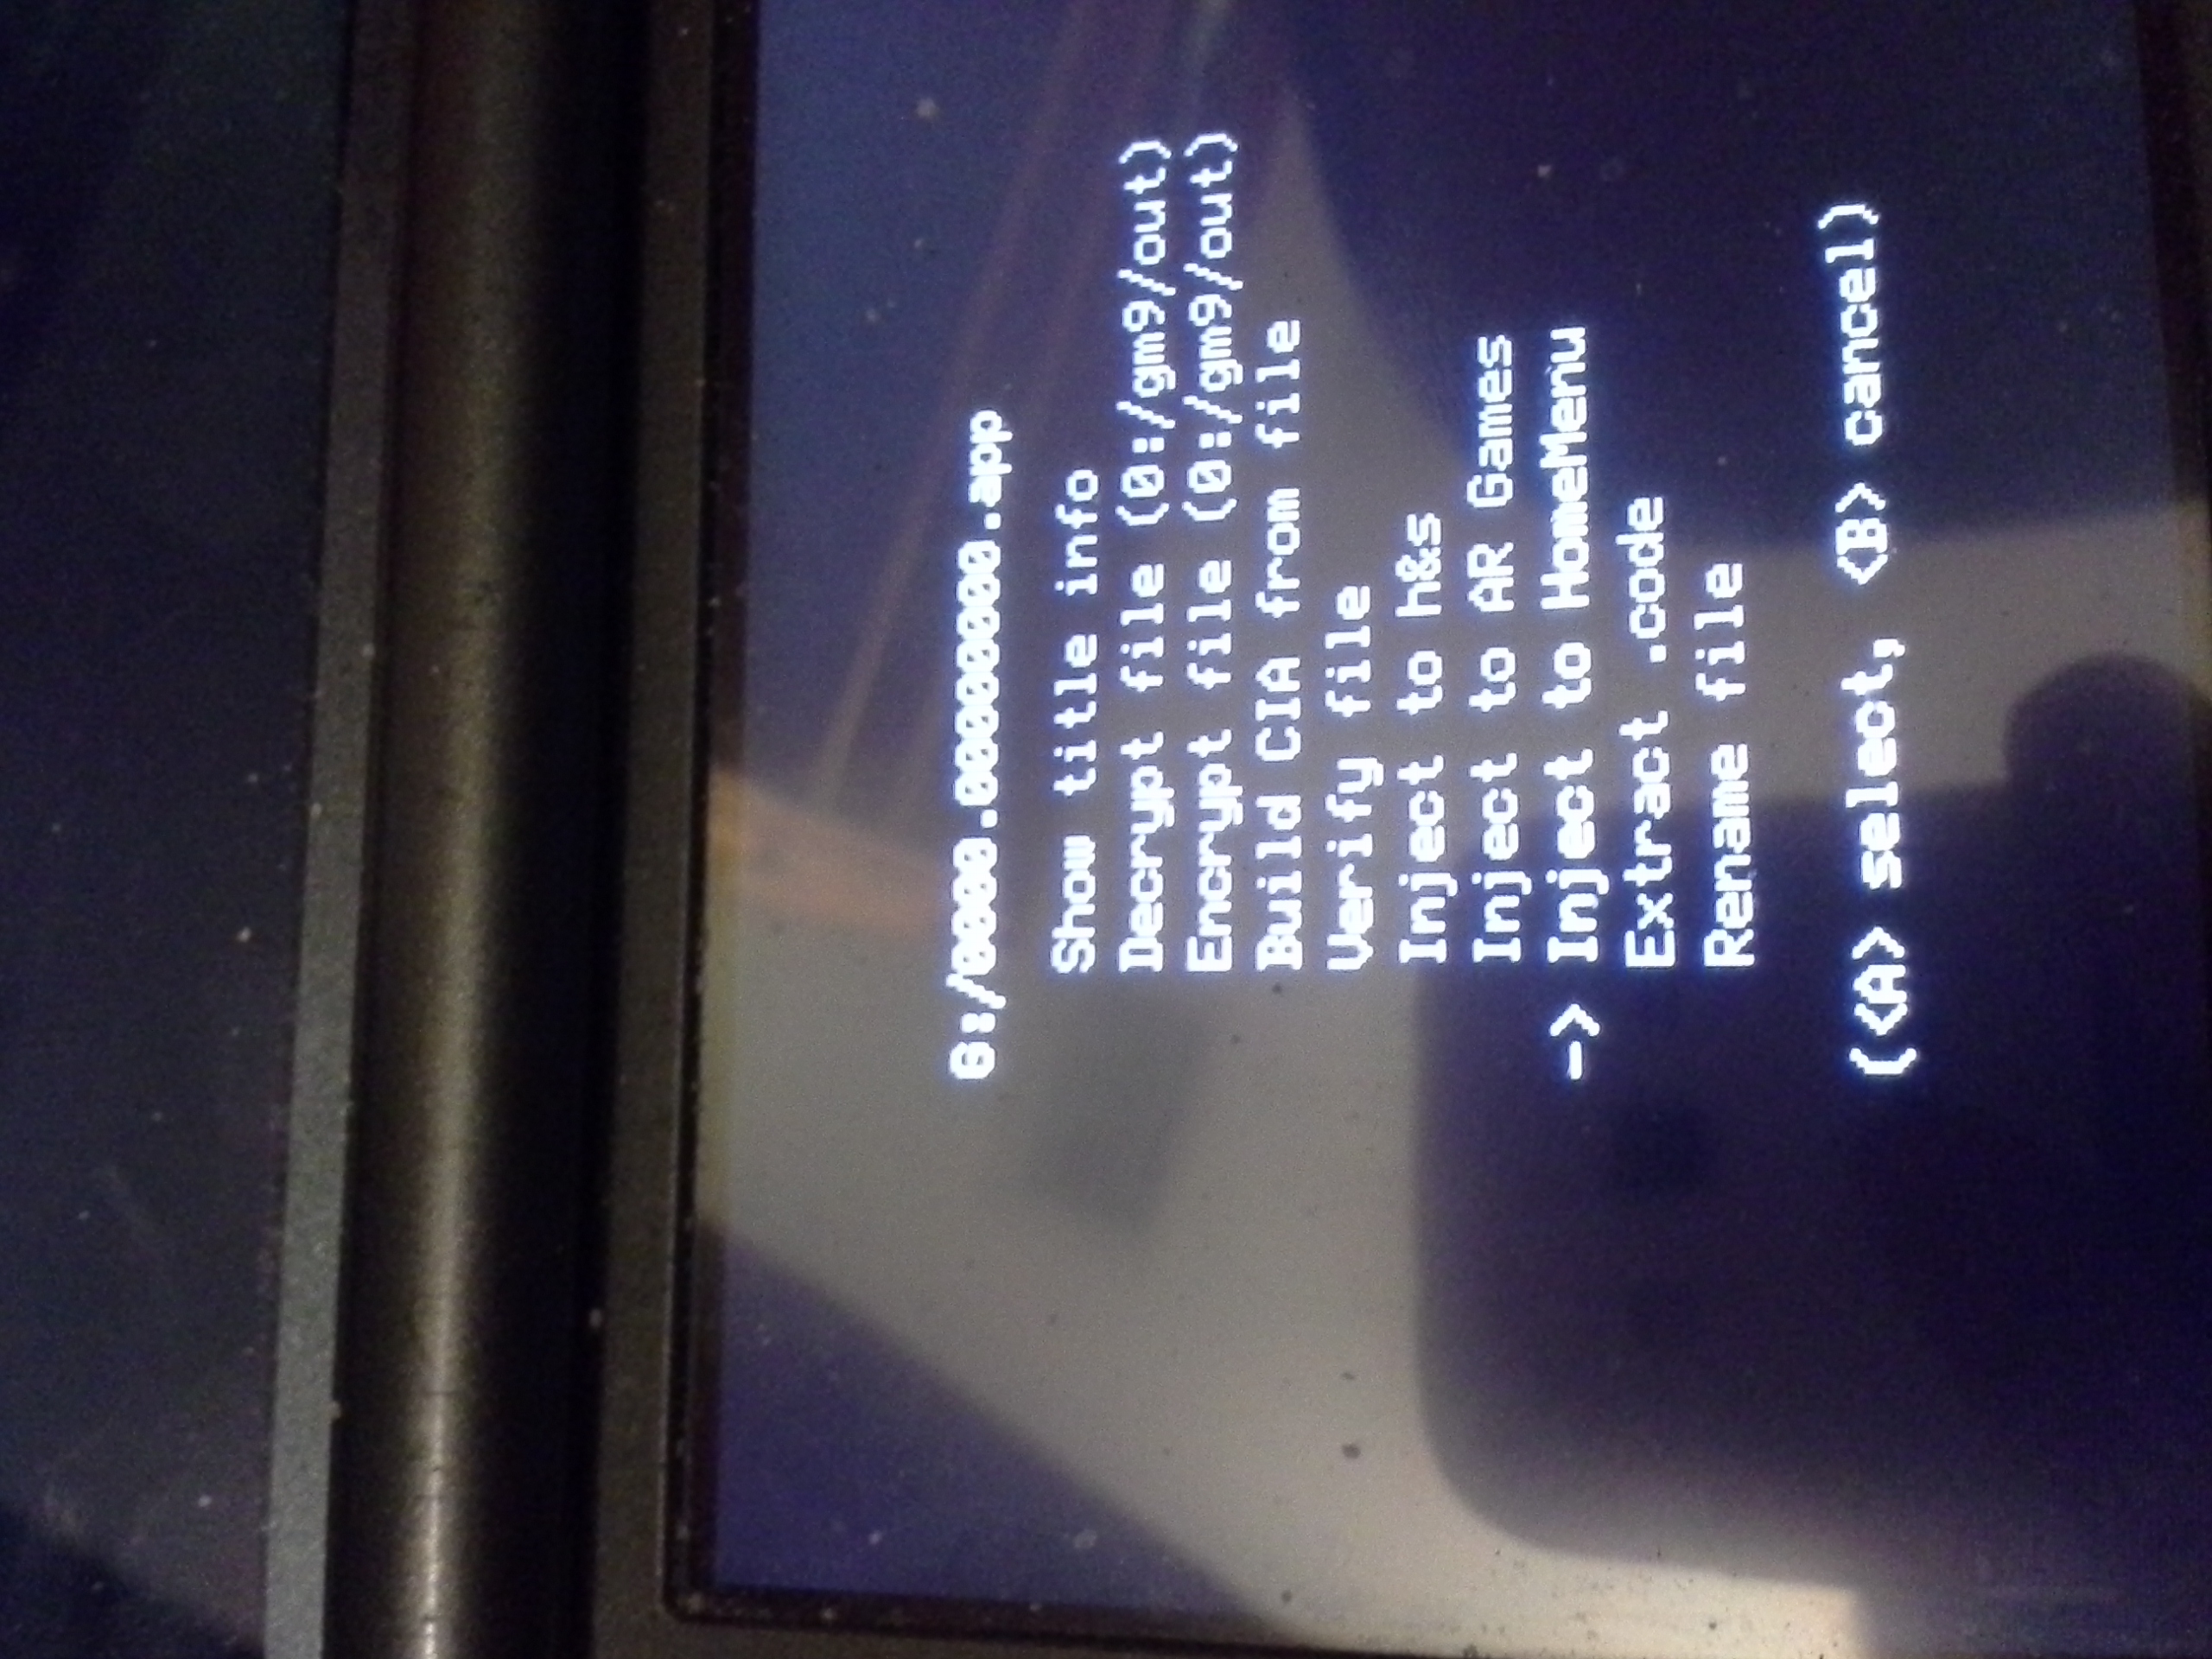 G:/0000.00000000.app
Show title info
Decrypt file (0:/gm9/out)
Encrypt file (0:/gm9/out)
Build CIA from file
Verify file
Inject to h&s
Inject to AR Games
-> Inject to HomeMenu
Extract .code
Rename file
(<A> select, <B> cancel)